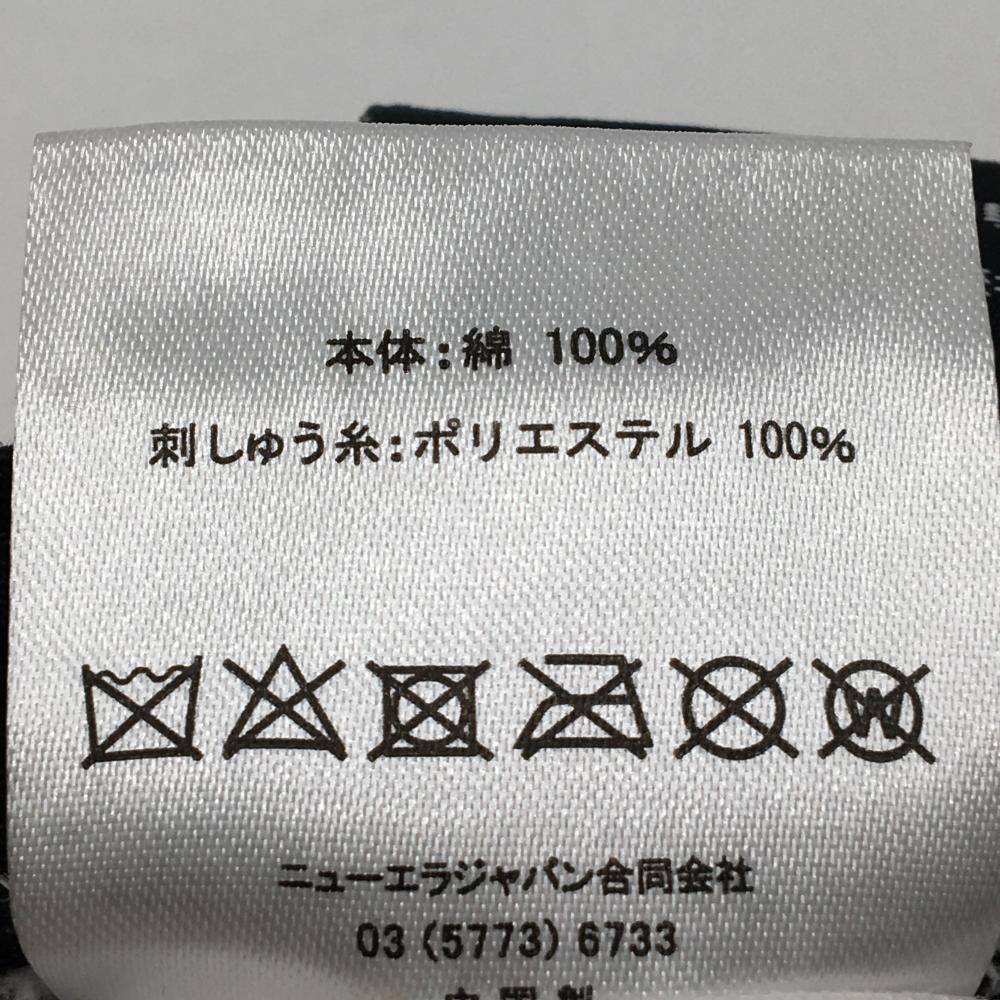 本体:綿 100%
刺しゅう糸:ポリエステル 100%
W
ニューエラジャパン合同会社
03 (5773) 6733